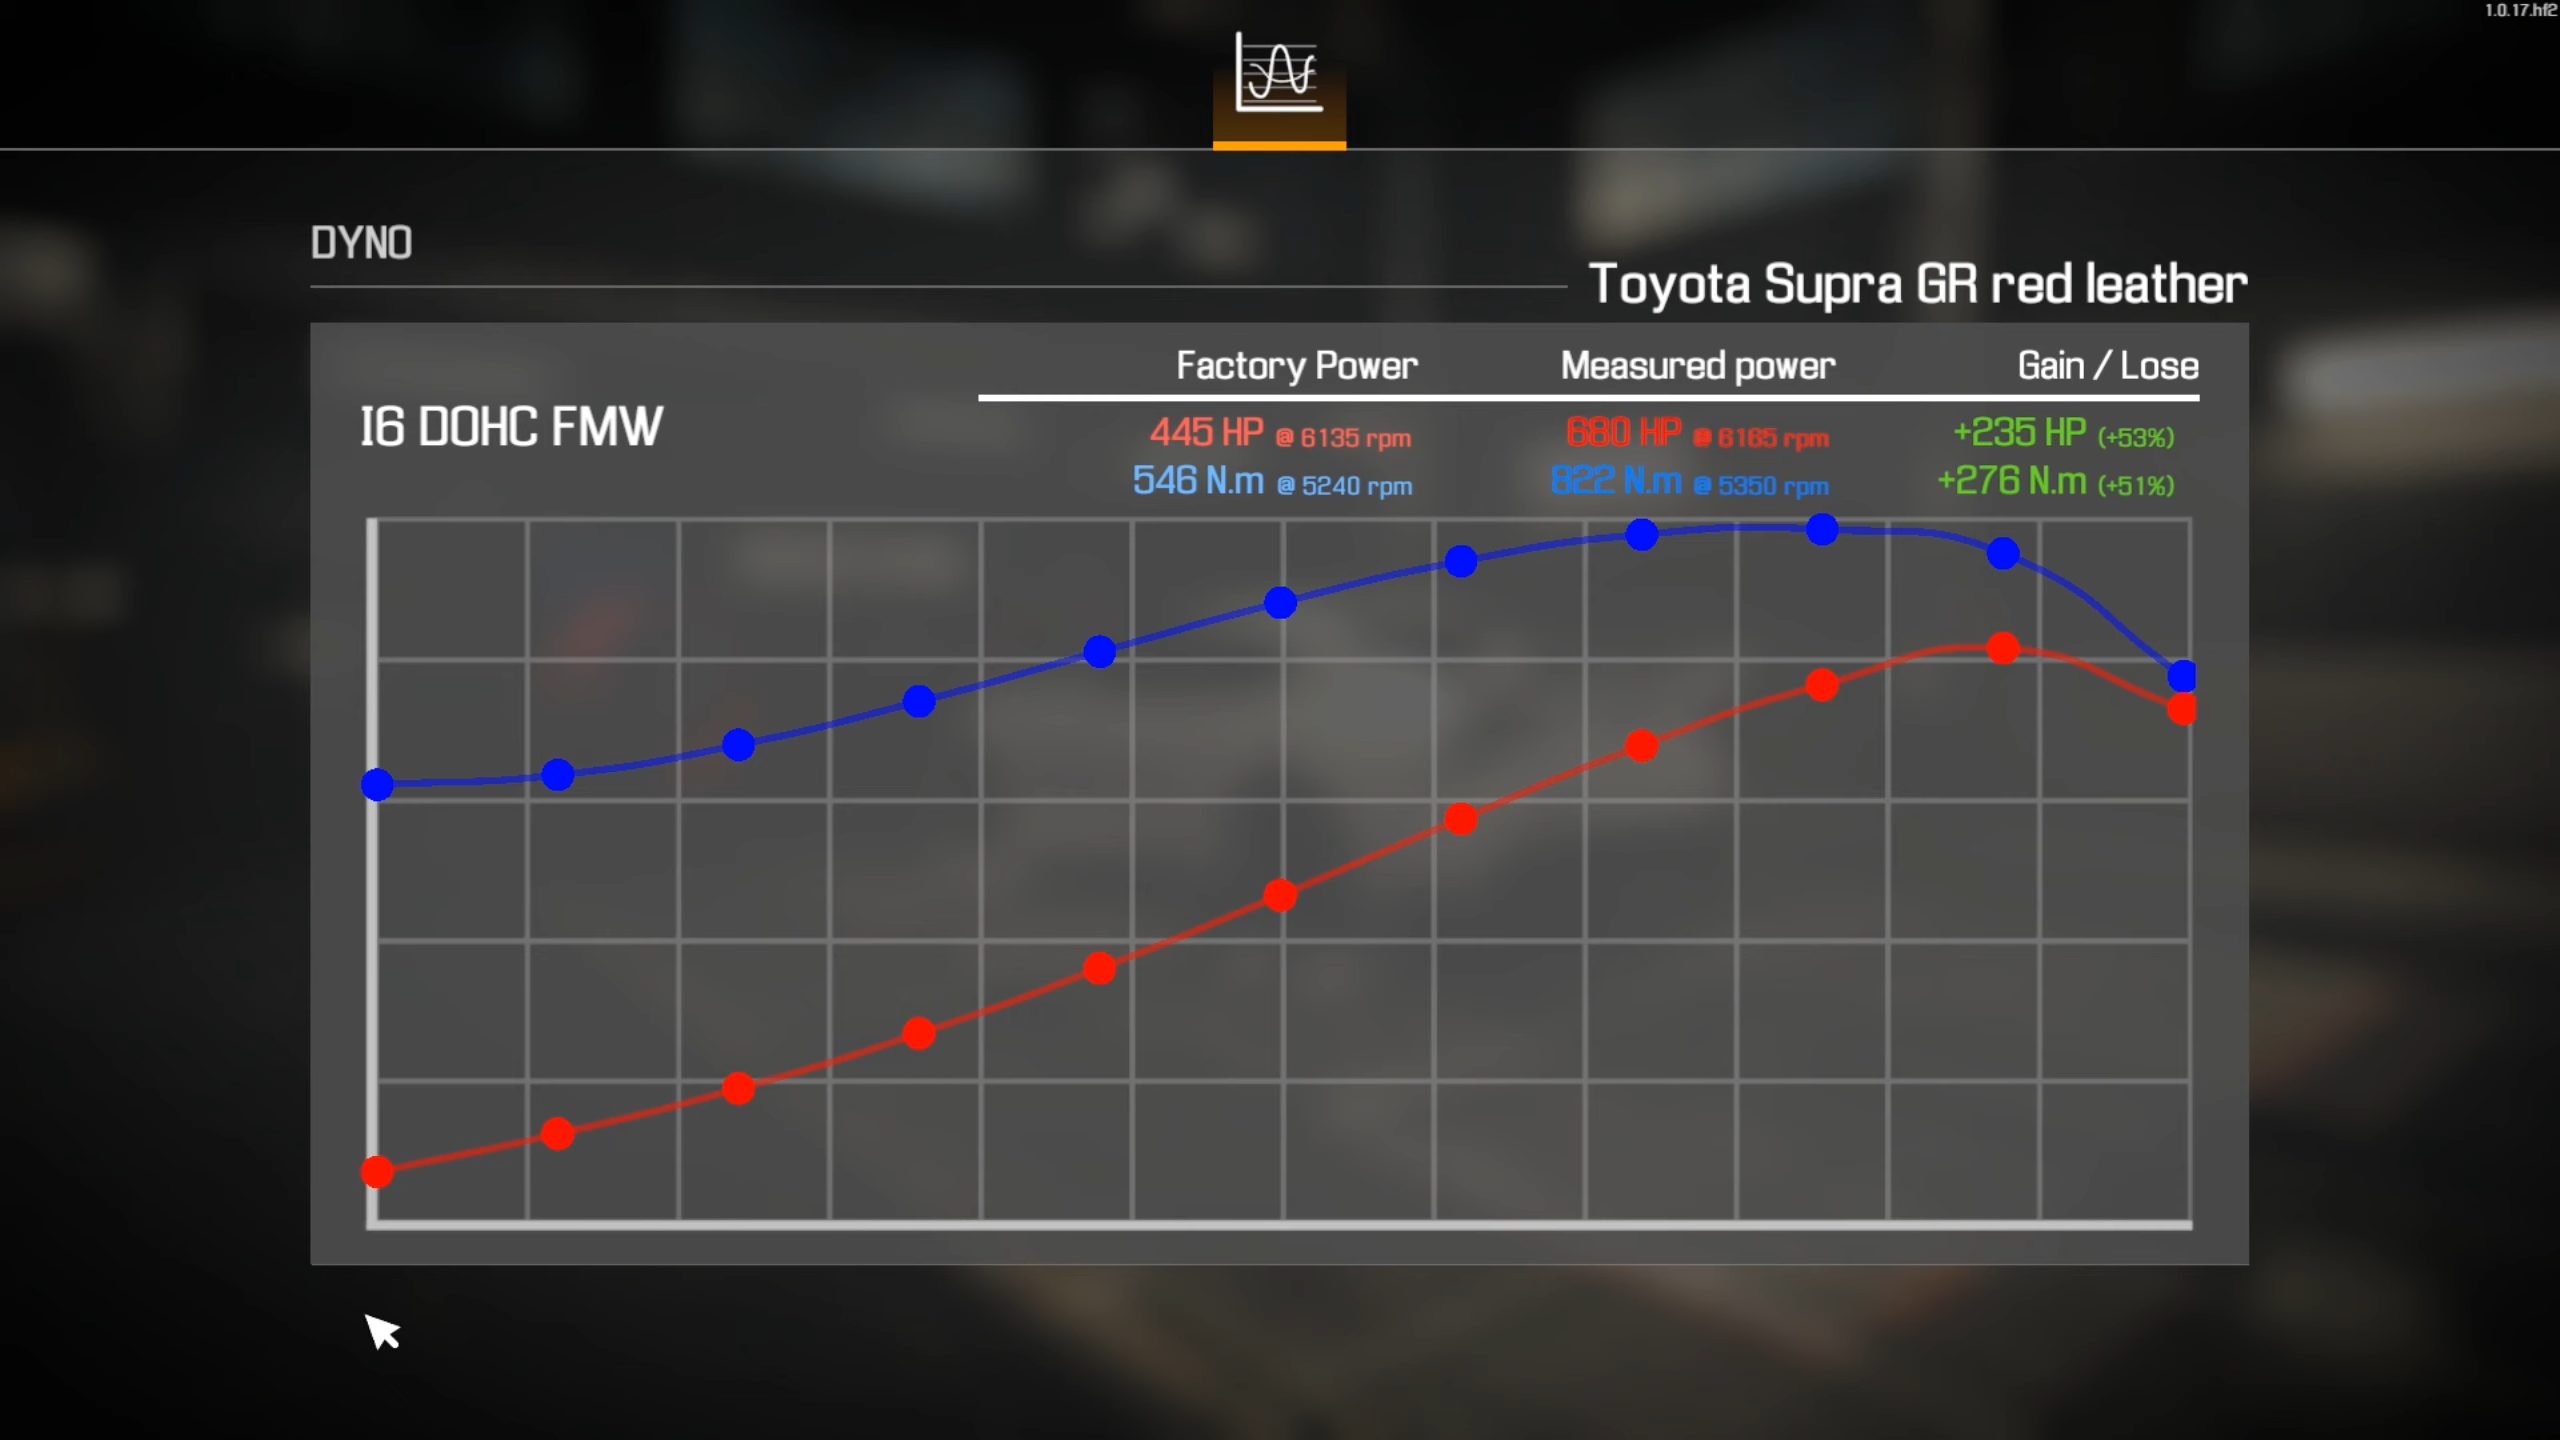 1.0.17.hf2
DYNO
Toyota Supra GR red leather
Factory Power Measured power Gain / Lose
I6 DOHC FMW
445 HP @ 6135 rpm 680 HP @ 6165 rpm +235 HP (+53%)
546 N.m @ 5240 rpm 822 N.m @ 5350 rpm +276 N.m (+51%)